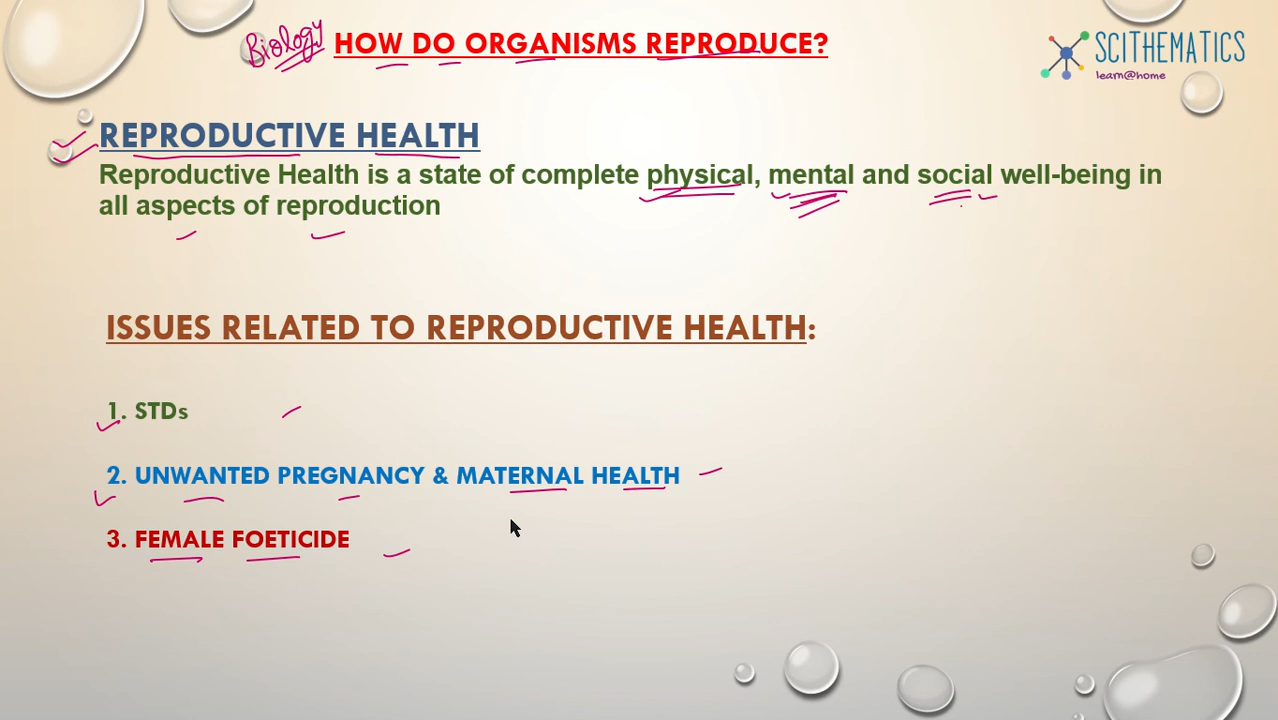 Biology HOW DO ORGANISMS REPRODUCE?
SCITHEMATICS
learn@home
REPRODUCTIVE HEALTH
Reproductive Health is a state of complete physical, mental and social well-being in
all aspects of reproduction
ISSUES RELATED TO REPRODUCTIVE HEALTH:
1. STDs
2. UNWANTED PREGNANCY & MATERNAL HEALTH
3. FEMALE FOETICIDE